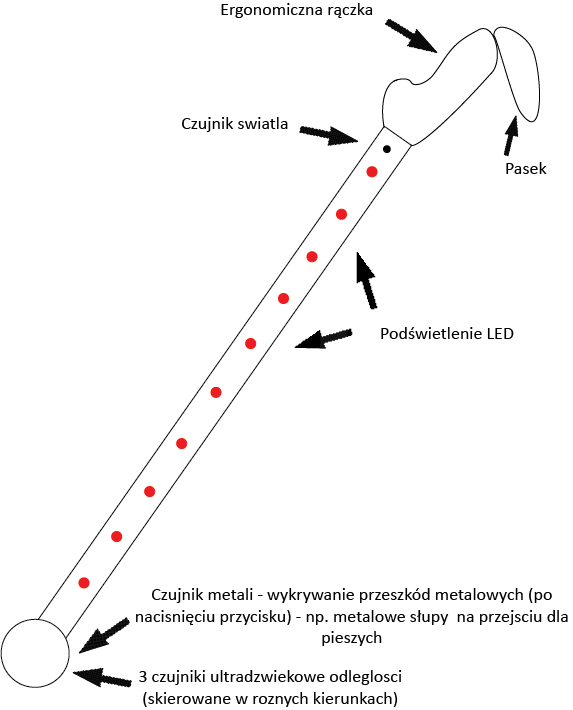 Ergonomiczna rączka
Czujnik swiatla
Pasek
Podświetlenie LED
Czujnik metali - wykrywanie przeszkód metalowych (po
nacisnięciu przycisku) - np. metalowe słupy na przejsciu dla
pieszych
3 czujniki ultradzwiekowe odleglosci
(skierowane w roznych kierunkach)